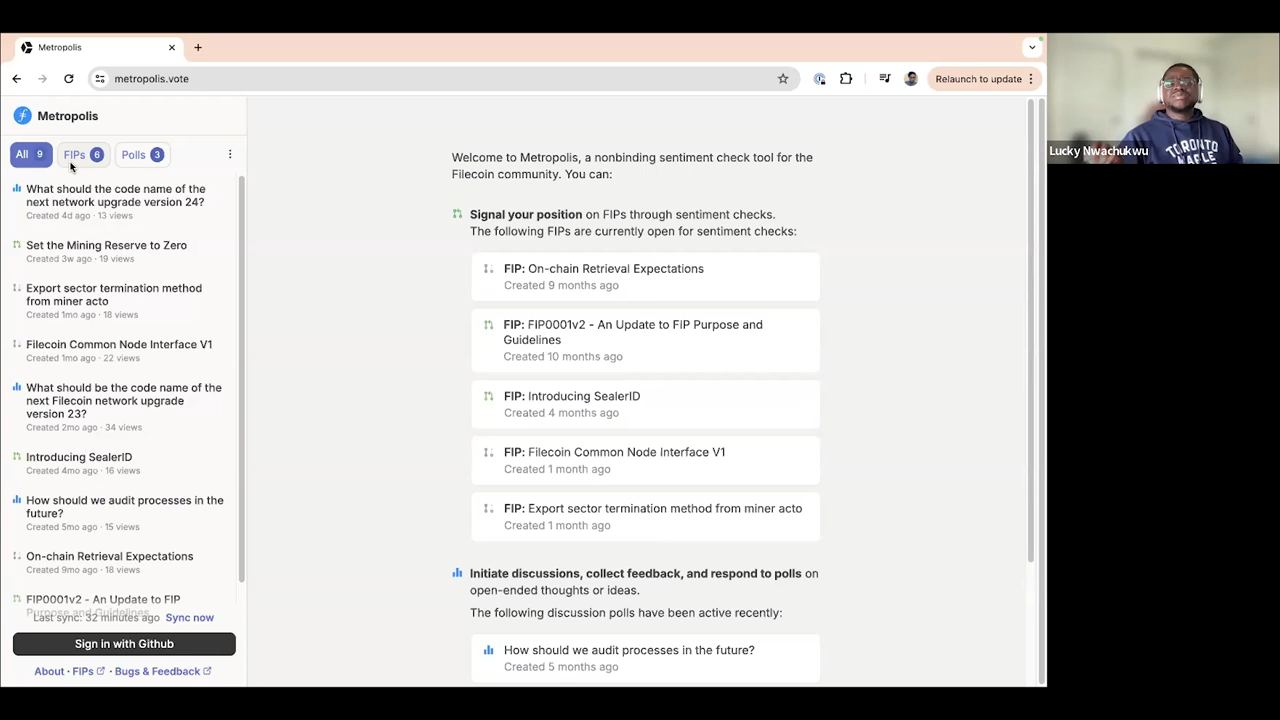 Metropolis
metropolis.vote
Relaunch to update
Metropolis
All 9
FIPs 6
Polls 3
What should the code name of the
next network upgrade version 24?
Created 4d ago · 13 views
Set the Mining Reserve to Zero
Created 3w ago · 19 views
Export sector termination method
from miner acto
Created 1mo ago · 18 views
Filecoin Common Node Interface V1
Created 1mo ago · 22 views
What should be the code name of the
next Filecoin network upgrade
version 23?
Created 2mo ago · 34 views
Introducing SealerID
Created 4mo ago · 16 views
How should we audit processes in the
future?
Created 5mo ago · 15 views
On-chain Retrieval Expectations
Created 9mo ago · 18 views
FIP0001v2 - An Update to FIP
Purpose and Guidelines
Last sync: 32 minutes ago Sync now
Sign in with Github
About · FIPs · Bugs & Feedback
Welcome to Metropolis, a nonbinding sentiment check tool for the
Filecoin community. You can:
Signal your position on FIPs through sentiment checks.
The following FIPs are currently open for sentiment checks:
FIP: On-chain Retrieval Expectations
Created 9 months ago
FIP: FIP0001v2 - An Update to FIP Purpose and
Guidelines
Created 10 months ago
FIP: Introducing SealerID
Created 4 months ago
FIP: Filecoin Common Node Interface V1
Created 1 month ago
FIP: Export sector termination method from miner acto
Created 1 month ago
Initiate discussions, collect feedback, and respond to polls on
open-ended thoughts or ideas.
The following discussion polls have been active recently:
How should we audit processes in the future?
Created 5 months ago
Lucky Nwachukwu
TORONTO
MAPLE